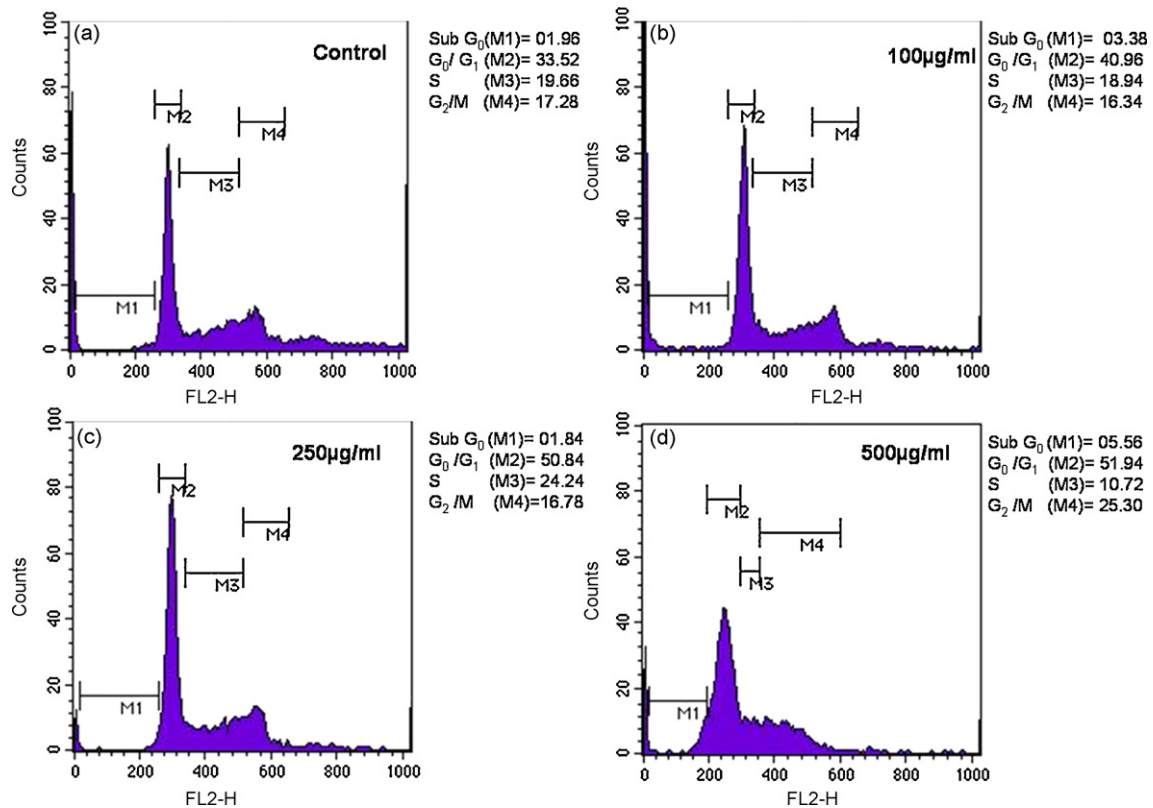 (a)
Control
Sub G₀(M1)= 01.96
G₀/ G₁ (M2)= 33.52
S (M3)= 19.66
G₂/M (M4)= 17.28
Counts
100
80
60
40
20
0
M2
M4
M3
M1
0 200 400 600 800 1000
FL2-H
(b)
100µg/ml
Sub G₀ (M1)= 03.38
G₀ /G₁ (M2)= 40.96
S (M3)= 18.94
G₂ /M (M4)= 16.34
Counts
100
80
60
40
20
0
M2
M4
M3
M1
0 200 400 600 800 1000
FL2-H
(c)
250µg/ml
Sub G₀ (M1)= 01.84
G₀ /G₁ (M2)= 50.84
S (M3)= 24.24
G₂ /M (M4)=16.78
Counts
100
80
60
40
20
0
M2
M4
M3
M1
0 200 400 600 800 1000
FL2-H
(d)
500µg/ml
Sub G₀ (M1)= 05.56
G₀ /G₁ (M2)= 51.94
S (M3)= 10.72
G₂ /M (M4)= 25.30
Counts
100
80
60
40
20
0
M2
M4
M3
M1
0 200 400 600 800 1000
FL2-H